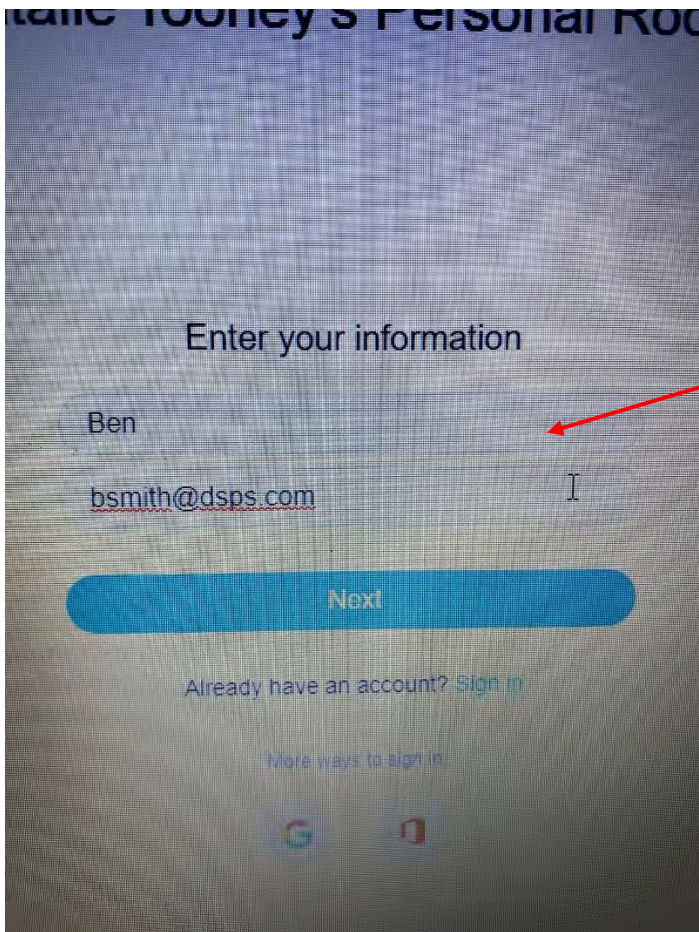 Personal
Enter your information
Ben
bsmith@dsps.com
Next
Already have an account? Sign in
More ways to sign in